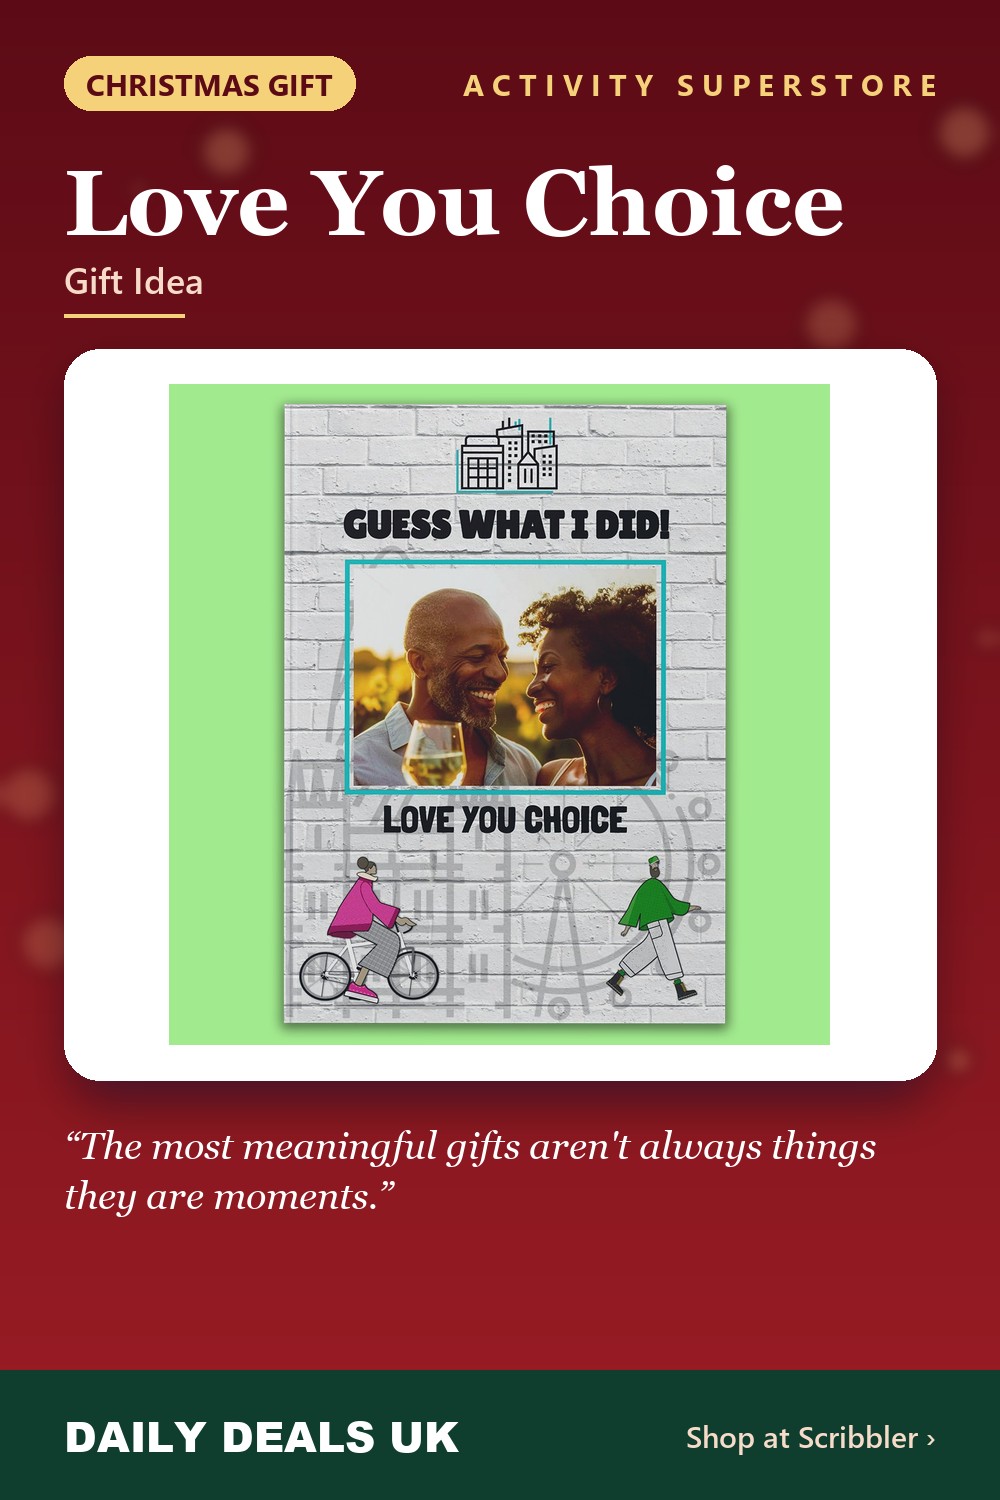 CHRISTMAS GIFT
ACTIVITY SUPERSTORE
Love You Choice
Gift Idea
GUESS WHAT I DID!
LOVE YOU CHOICE
“The most meaningful gifts aren't always things
they are moments.”
DAILY DEALS UK
Shop at Scribbler ›